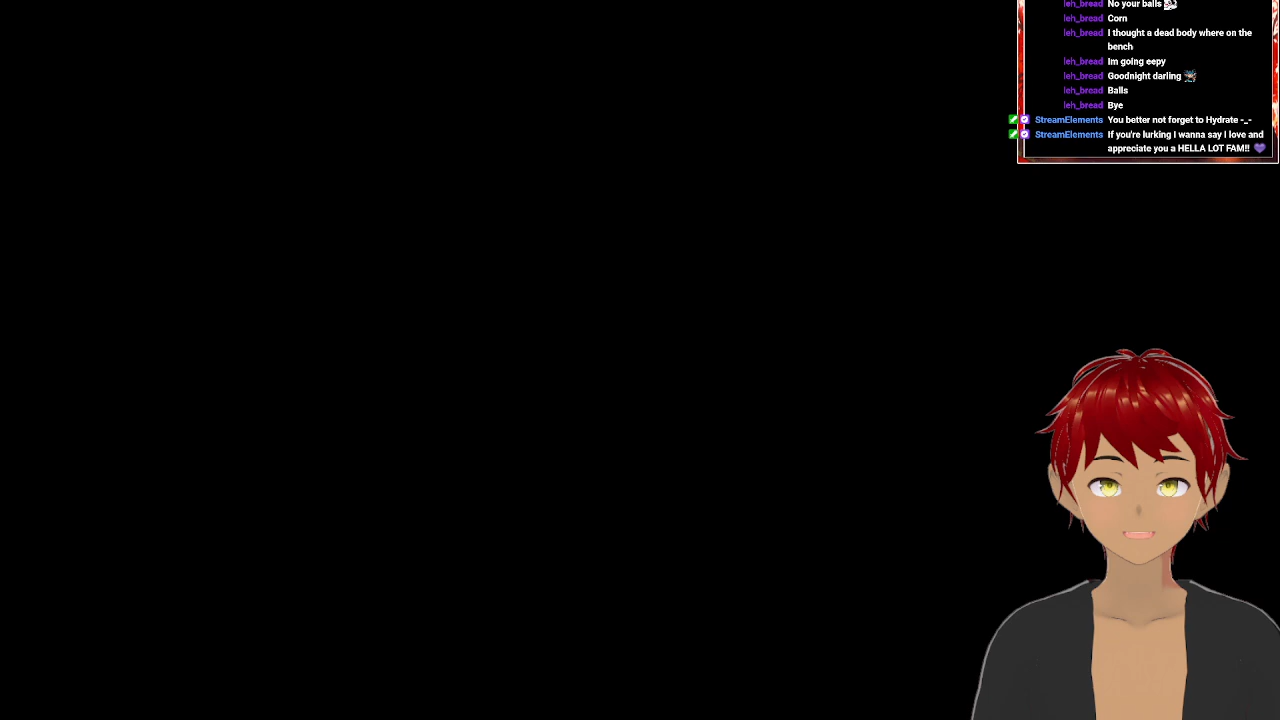 leh_bread No your balls
leh_bread Corn
leh_bread I thought a dead body where on the
bench
leh_bread Im going eepy
leh_bread Goodnight darling
leh_bread Balls
leh_bread Bye
StreamElements You better not forget to Hydrate -_-
StreamElements If you're lurking I wanna say I love and
appreciate you a HELLA LOT FAM!! 💜